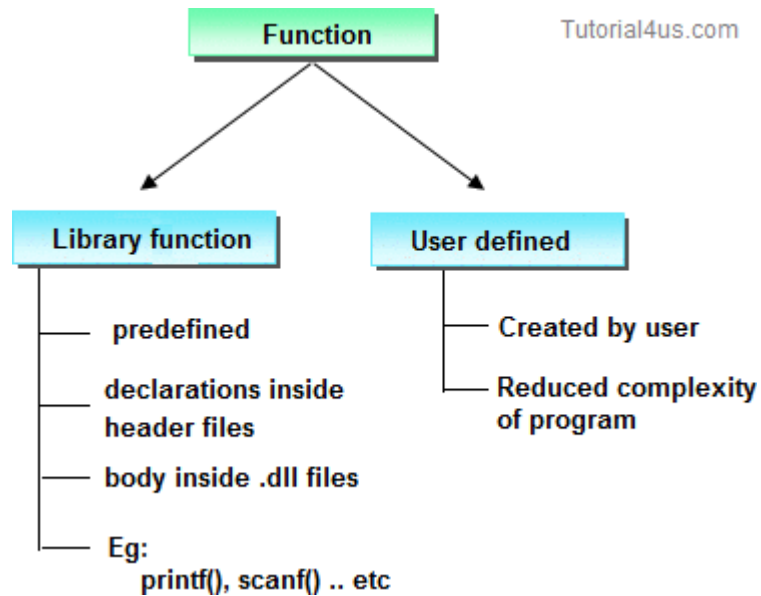 Function
Tutorial4us.com
Library function
predefined
declarations inside
header files
body inside .dll files
Eg:
printf(), scanf() .. etc
User defined
Created by user
Reduced complexity
of program